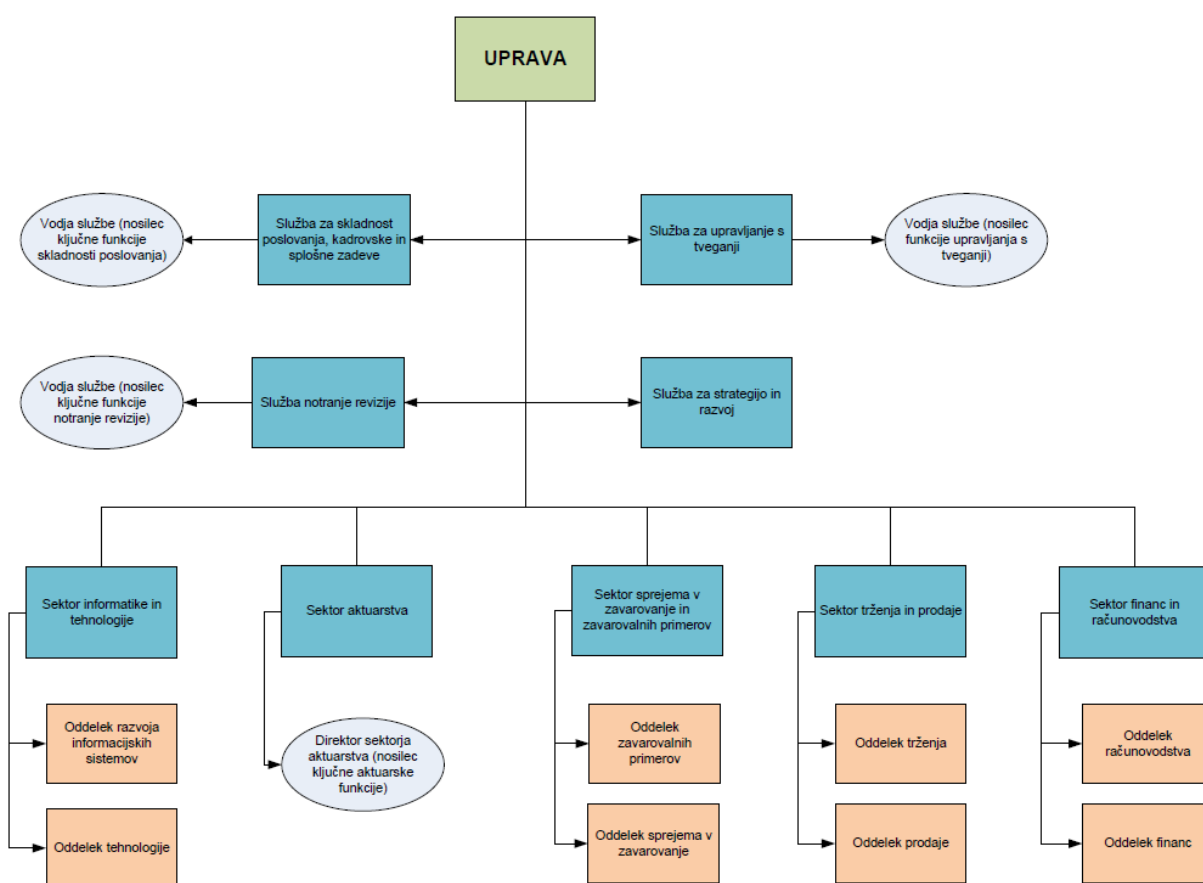 UPRAVA
Vodja službe (nosilec
ključne funkcije
skladnosti poslovanja)
Služba za skladnost
poslovanja, kadrovske in
splošne zadeve
Služba za upravljanje s
tveganji
Vodja službe (nosilec
funkcije upravljanja s
tveganji)
Vodja službe (nosilec
ključne funkcije
notranje revizije)
Služba notranje revizije
Služba za strategijo in
razvoj
Sektor informatike in
tehnologije
Sektor aktuarstva
Sektor sprejema v
zavarovanje in
zavarovalnih primerov
Sektor trženja in prodaje
Sektor financ in
računovodstva
Oddelek razvoja
informacijskih
sistemov
Direktor sektorja
aktuarstva (nosilec
ključne aktuarske
funkcije)
Oddelek
zavarovalnih
primerov
Oddelek trženja
Oddelek
računovodstva
Oddelek tehnologije
Oddelek sprejema v
zavarovanje
Oddelek prodaje
Oddelek financ